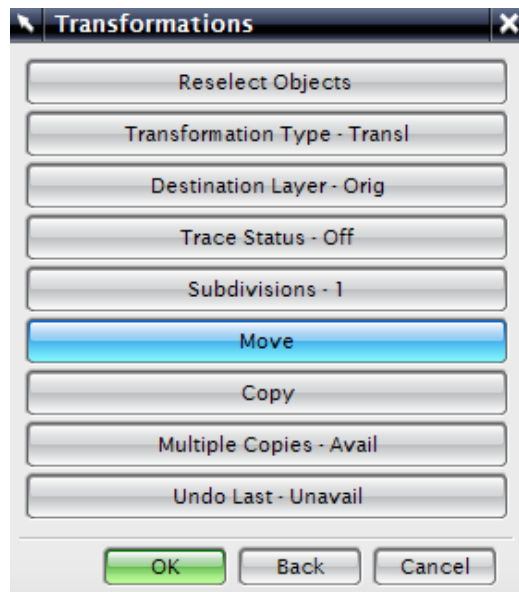 Transformations
Reselect Objects
Transformation Type - Transl
Destination Layer - Orig
Trace Status - Off
Subdivisions - 1
Move
Copy
Multiple Copies - Avail
Undo Last - Unavail
OK Back Cancel